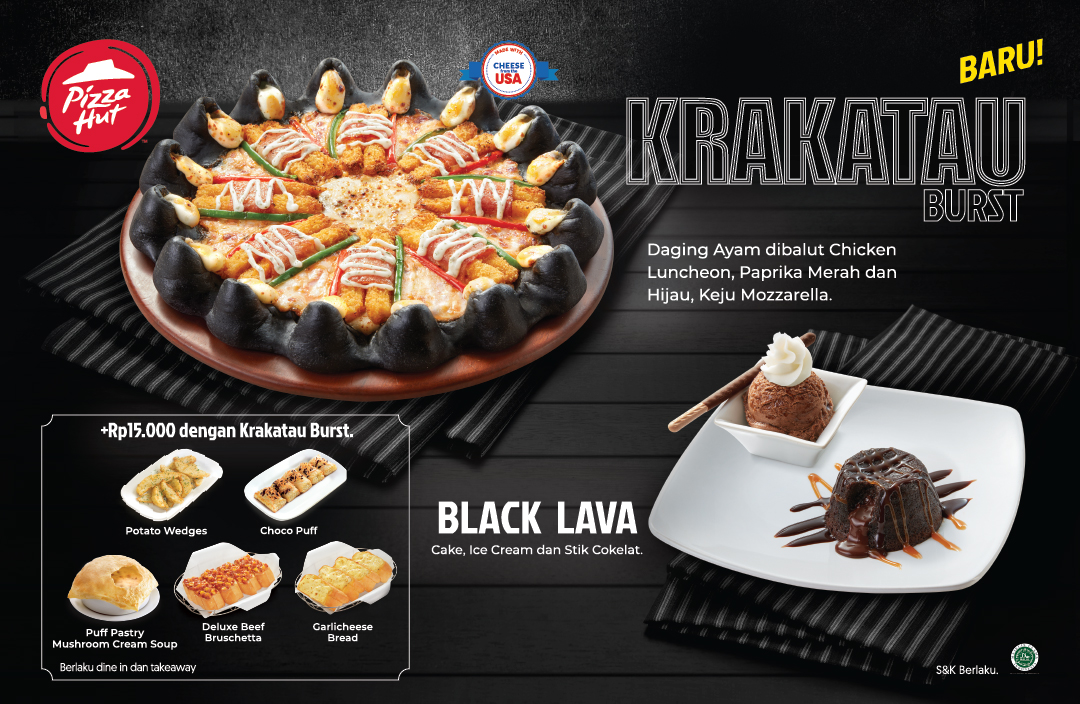 Pizza
Hut
MADE WITH
CHEESE
from the
USA
BARU!
KRAKATAU
BURST
Daging Ayam dibalut Chicken
Luncheon, Paprika Merah dan
Hijau, Keju Mozzarella.
+Rp15.000 dengan Krakatau Burst.
Potato Wedges
Choco Puff
Puff Pastry
Mushroom Cream Soup
Deluxe Beef
Bruschetta
Garlicheese
Bread
Berlaku dine in dan takeaway
BLACK LAVA
Cake, Ice Cream dan Stik Cokelat.
S&K Berlaku.